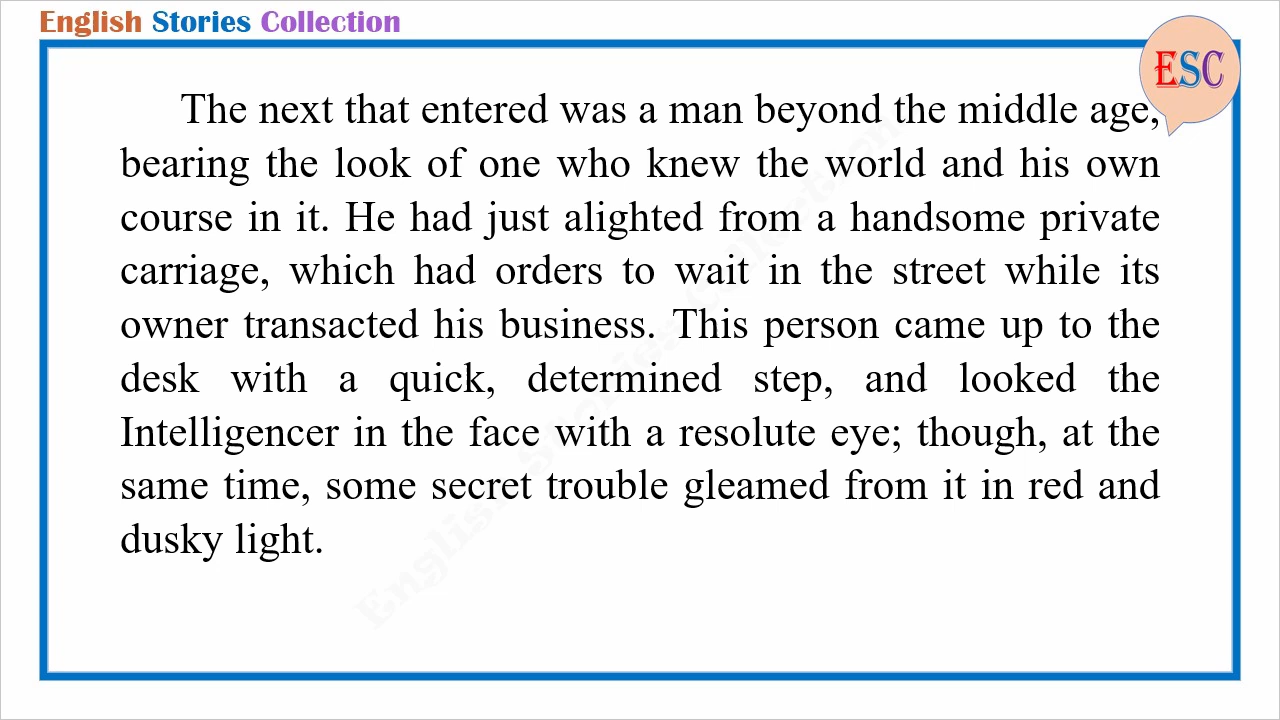 English Stories Collection
ESC
The next that entered was a man beyond the middle age,
bearing the look of one who knew the world and his own
course in it. He had just alighted from a handsome private
carriage, which had orders to wait in the street while its
owner transacted his business. This person came up to the
desk with a quick, determined step, and looked the
Intelligencer in the face with a resolute eye; though, at the
same time, some secret trouble gleamed from it in red and
dusky light.
English Stories Collection